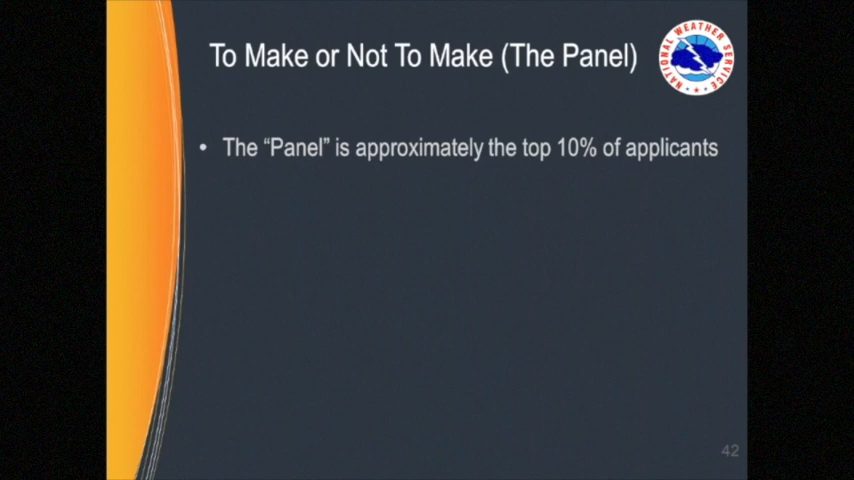 To Make or Not To Make (The Panel)
NATIONAL WEATHER SERVICE
• The “Panel” is approximately the top 10% of applicants
42